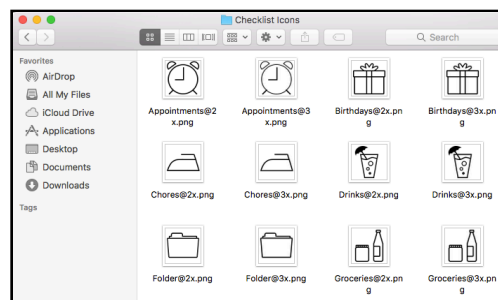 Checklist Icons
Search
Favorites
AirDrop
All My Files
iCloud Drive
Applications
Desktop
Documents
Downloads
Tags
Appointments@2
x.png
Appointments@3
x.png
Birthdays@2x.pn
g
Birthdays@3x.pn
g
Chores@2x.png
Chores@3x.png
Drinks@2x.png
Drinks@3x.png
Folder@2x.png
Folder@3x.png
Groceries@2x.pn
g
Groceries@3x.pn
g